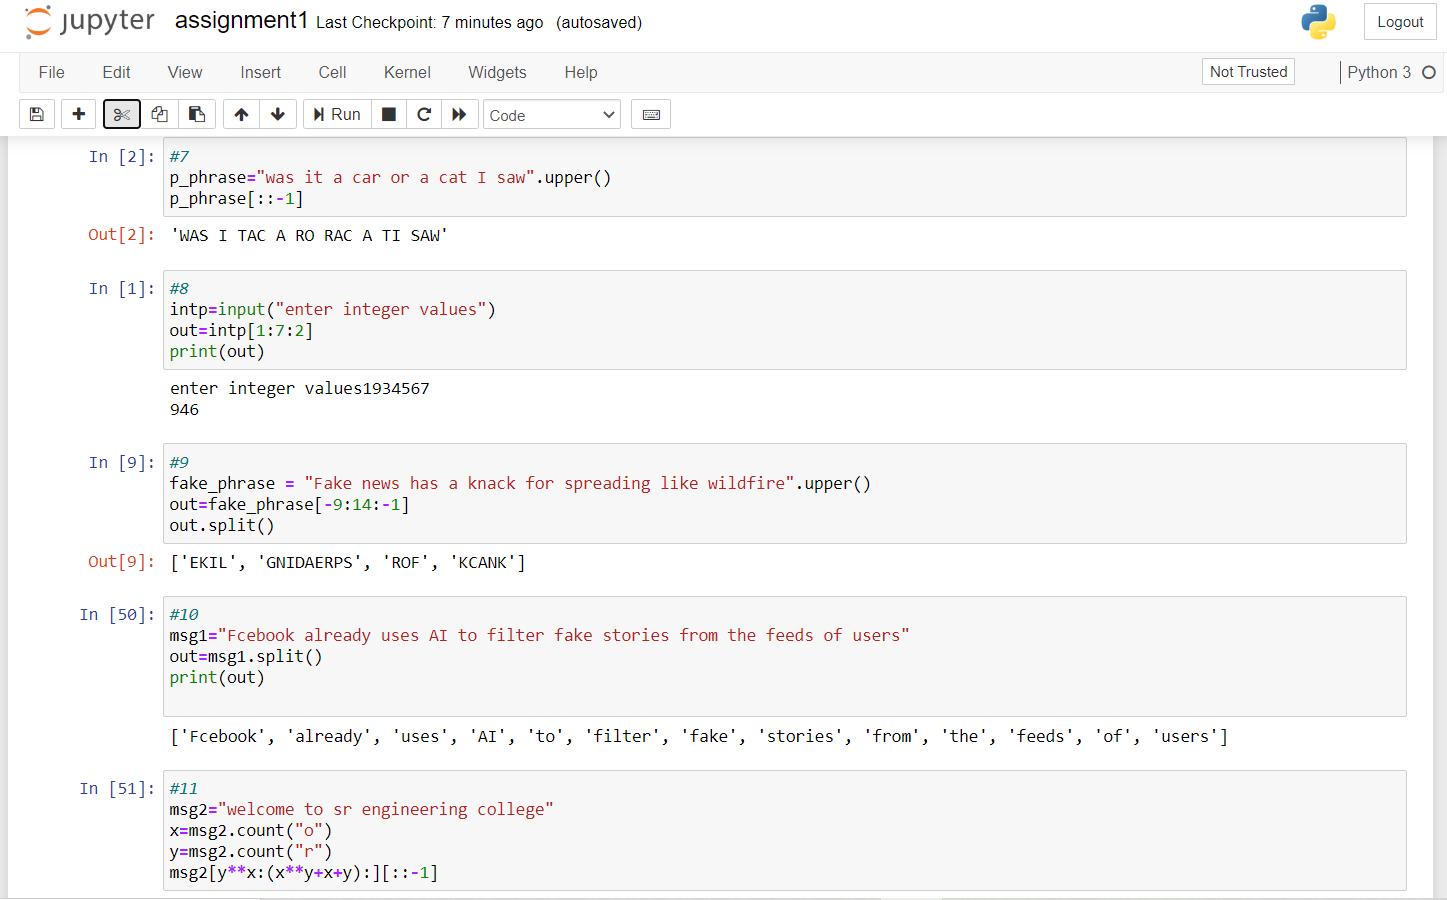 jupyter assignment1 Last Checkpoint: 7 minutes ago (autosaved) Logout
File Edit View Insert Cell Kernel Widgets Help Not Trusted Python 3
Run Code
In [2]: #7
p_phrase="was it a car or a cat I saw".upper()
p_phrase[::-1]
Out[2]: 'WAS I TAC A RO RAC A TI SAW'
In [1]: #8
intp=input("enter integer values")
out=intp[1:7:2]
print(out)
enter integer values1934567
946
In [9]: #9
fake_phrase = "Fake news has a knack for spreading like wildfire".upper()
out=fake_phrase[-9:14:-1]
out.split()
Out[9]: ['EKIL', 'GNIDAERPS', 'ROF', 'KCANK']
In [50]: #10
msg1="Fcebook already uses AI to filter fake stories from the feeds of users"
out=msg1.split()
print(out)
['Fcebook', 'already', 'uses', 'AI', 'to', 'filter', 'fake', 'stories', 'from', 'the', 'feeds', 'of', 'users']
In [51]: #11
msg2="welcome to sr engineering college"
x=msg2.count("o")
y=msg2.count("r")
msg2[y**x:(x**y+x+y):][::-1]